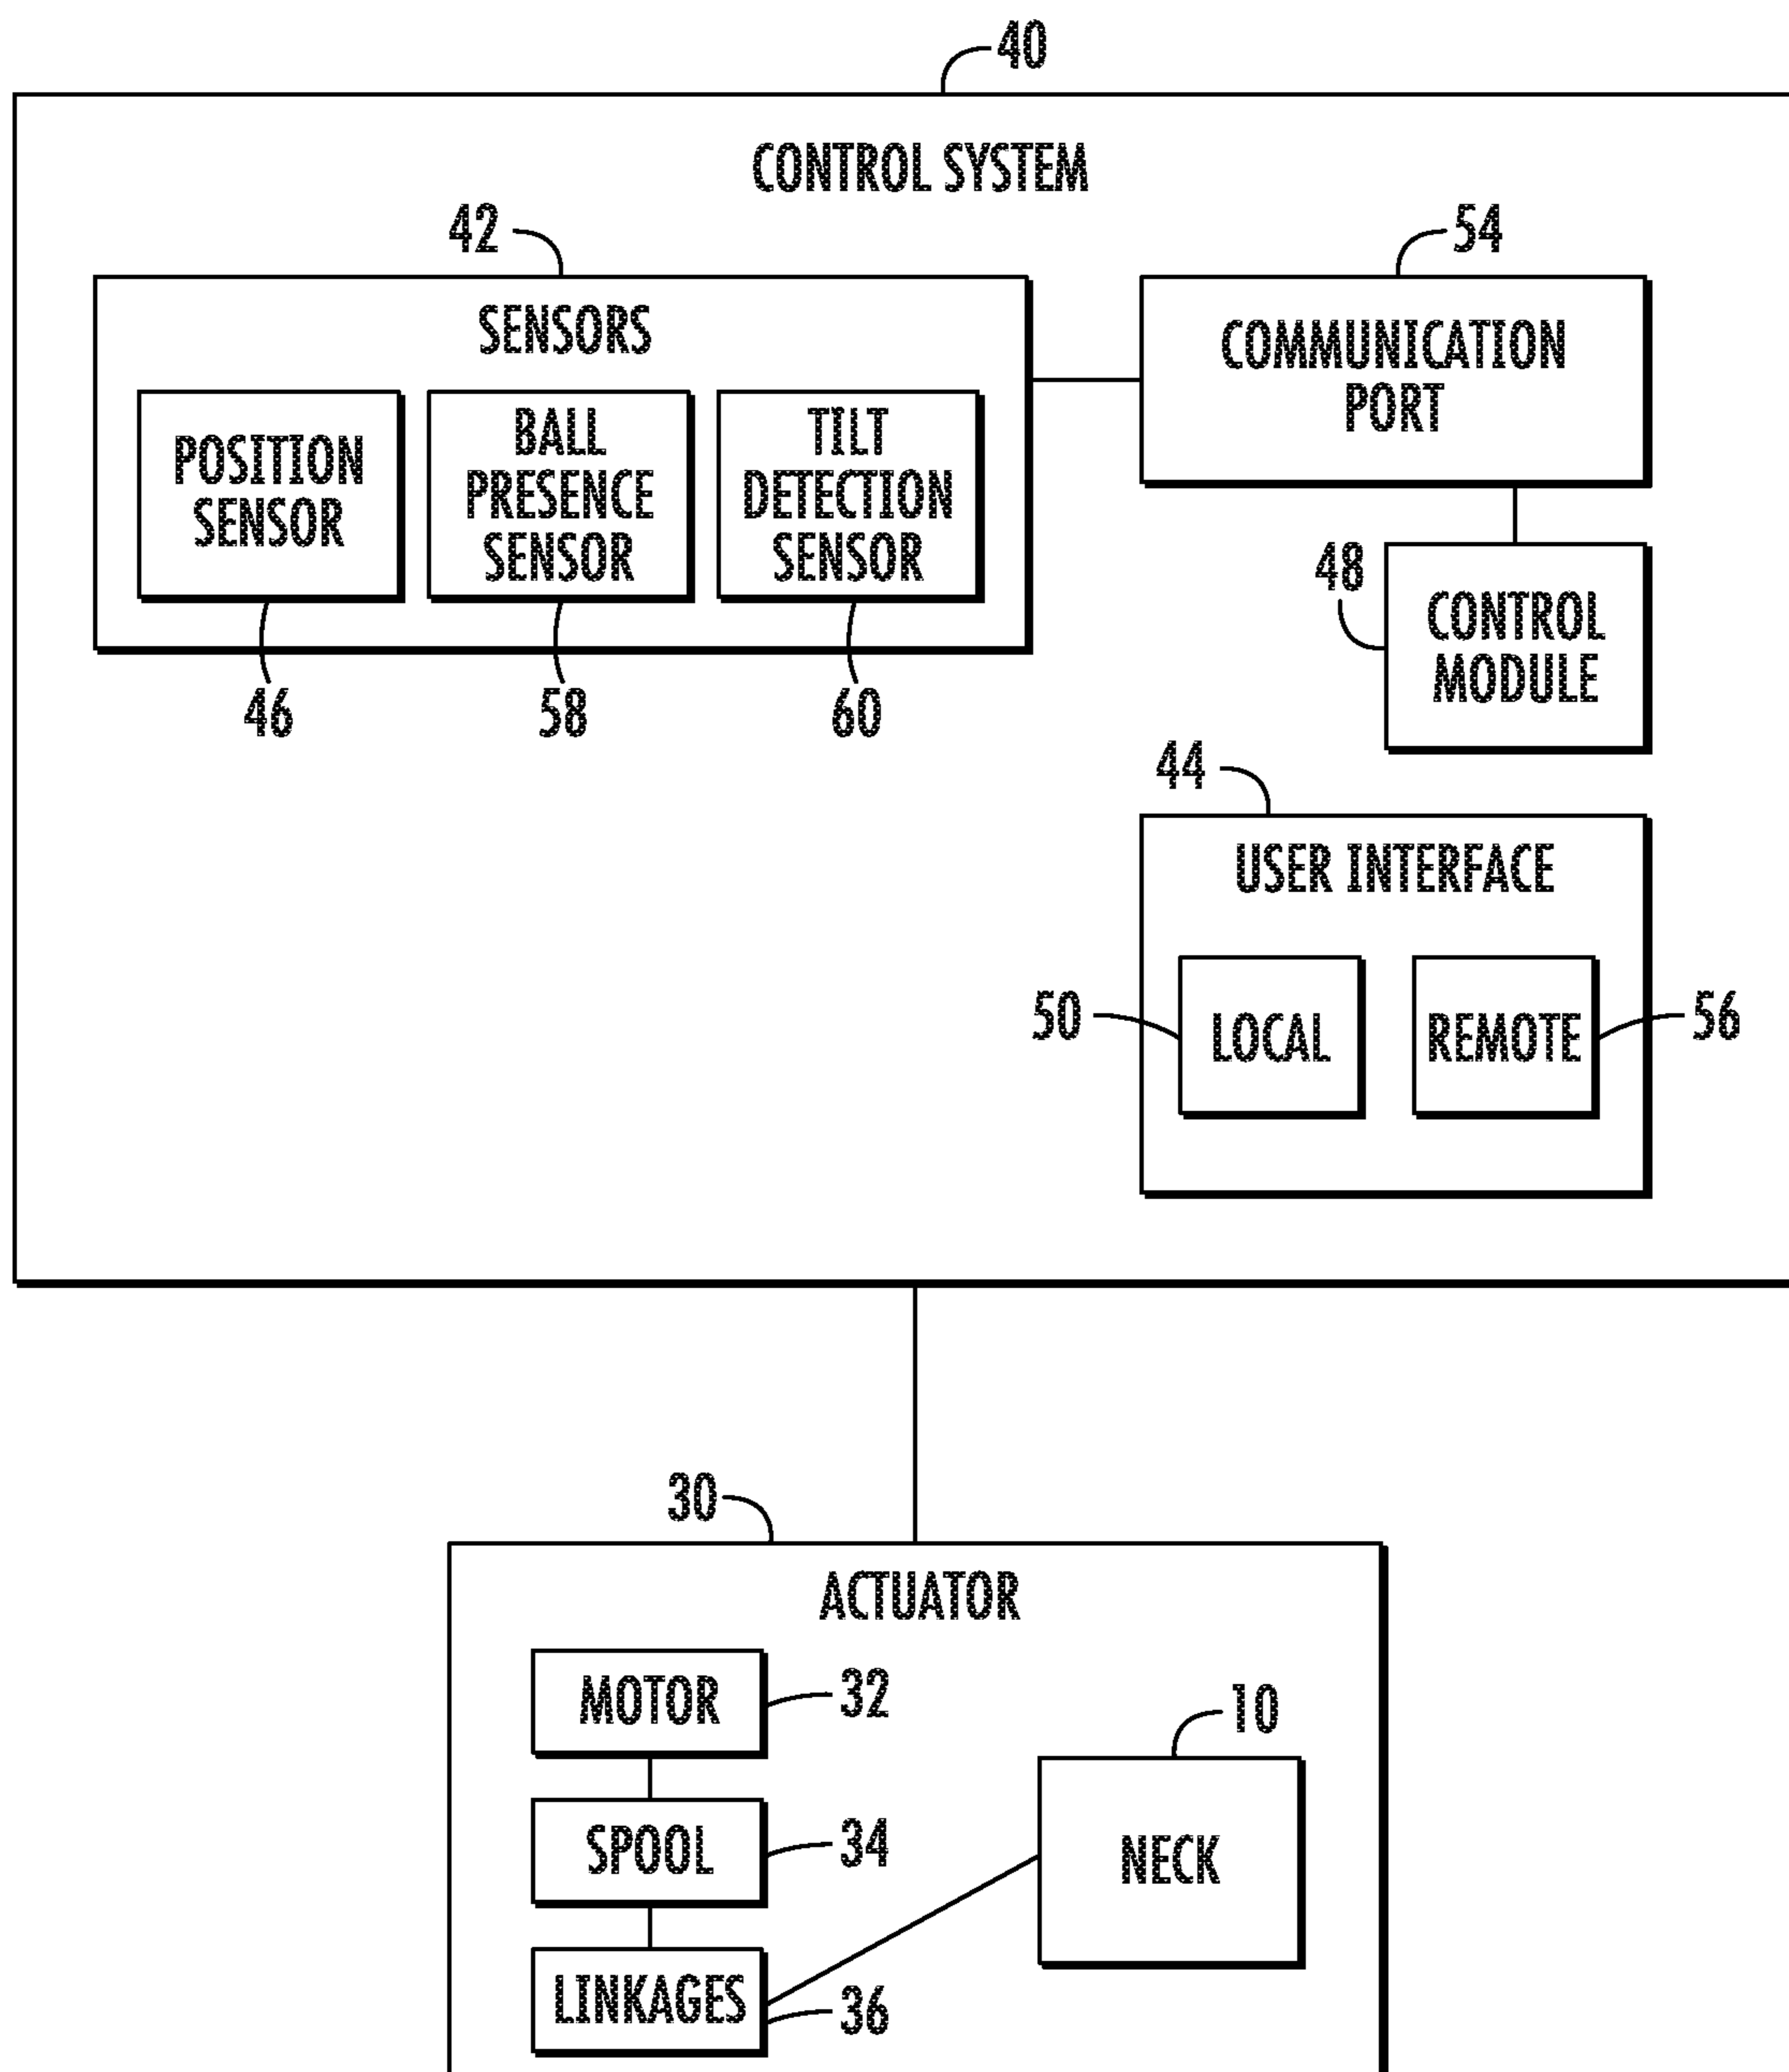 40
CONTROL SYSTEM
42
54
SENSORS
COMMUNICATION
PORT
POSITION
SENSOR
BALL
PRESENCE
SENSOR
TILT
DETECTION
SENSOR
48
CONTROL
MODULE
46
58
60
44
USER INTERFACE
50
LOCAL
REMOTE
56
30
ACTUATOR
MOTOR
32
10
SPOOL
34
NECK
LINKAGES
36